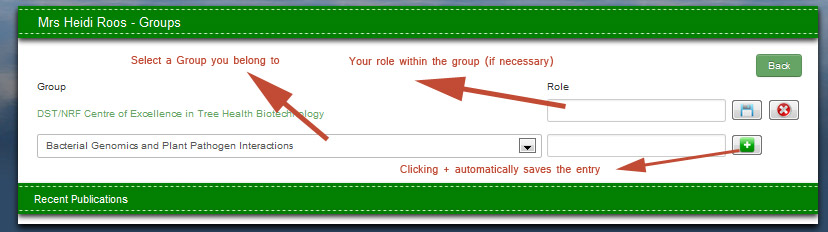 Mrs Heidi Roos - Groups
Select a Group you belong to
Your role within the group (if necessary)
Back
Group
Role
DST/NRF Centre of Excellence in Tree Health Biotechnology
Bacterial Genomics and Plant Pathogen Interactions
Clicking + automatically saves the entry
Recent Publications